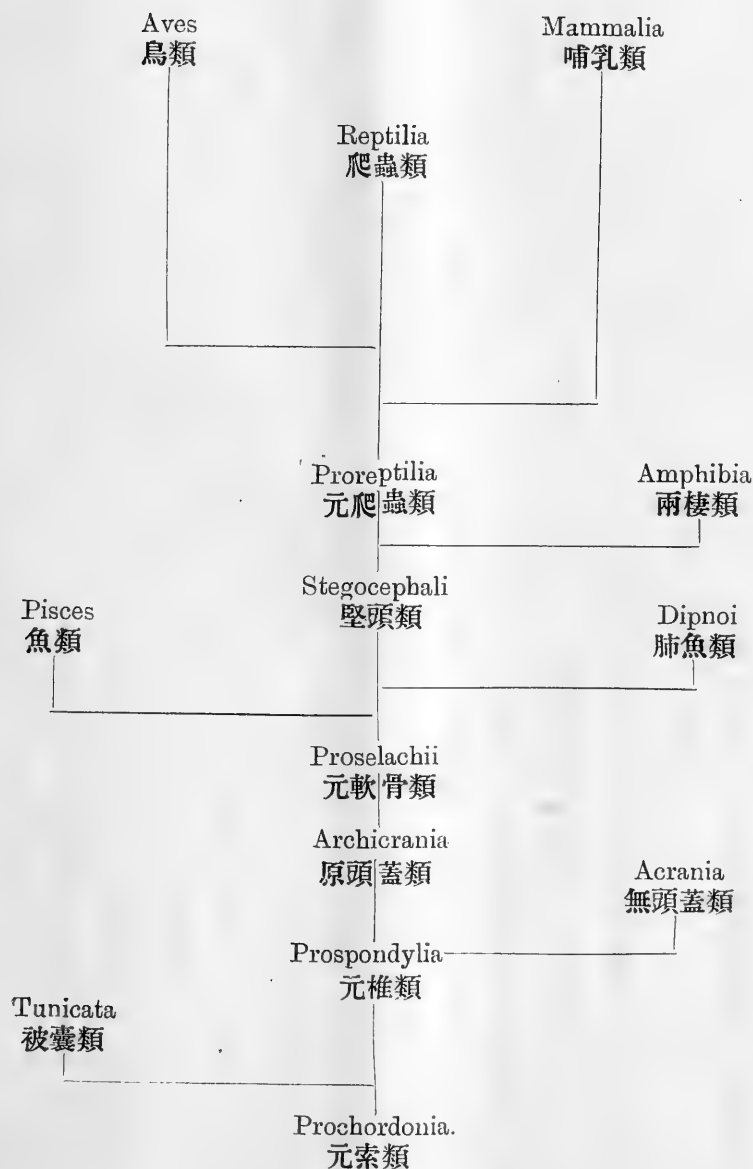 Aves
鳥類
Mammalia
哺乳類
Reptilia
爬蟲類
Proreptilia
元爬蟲類
Amphibia
兩棲類
Stegocephali
堅頭類
Pisces
魚類
Dipnoi
肺魚類
Proselachii
元軟骨類
Archicrania
原頭蓋類
Acrania
無頭蓋類
Prospondylia
元椎類
Tunicata
被囊類
Prochordonia.
元索類